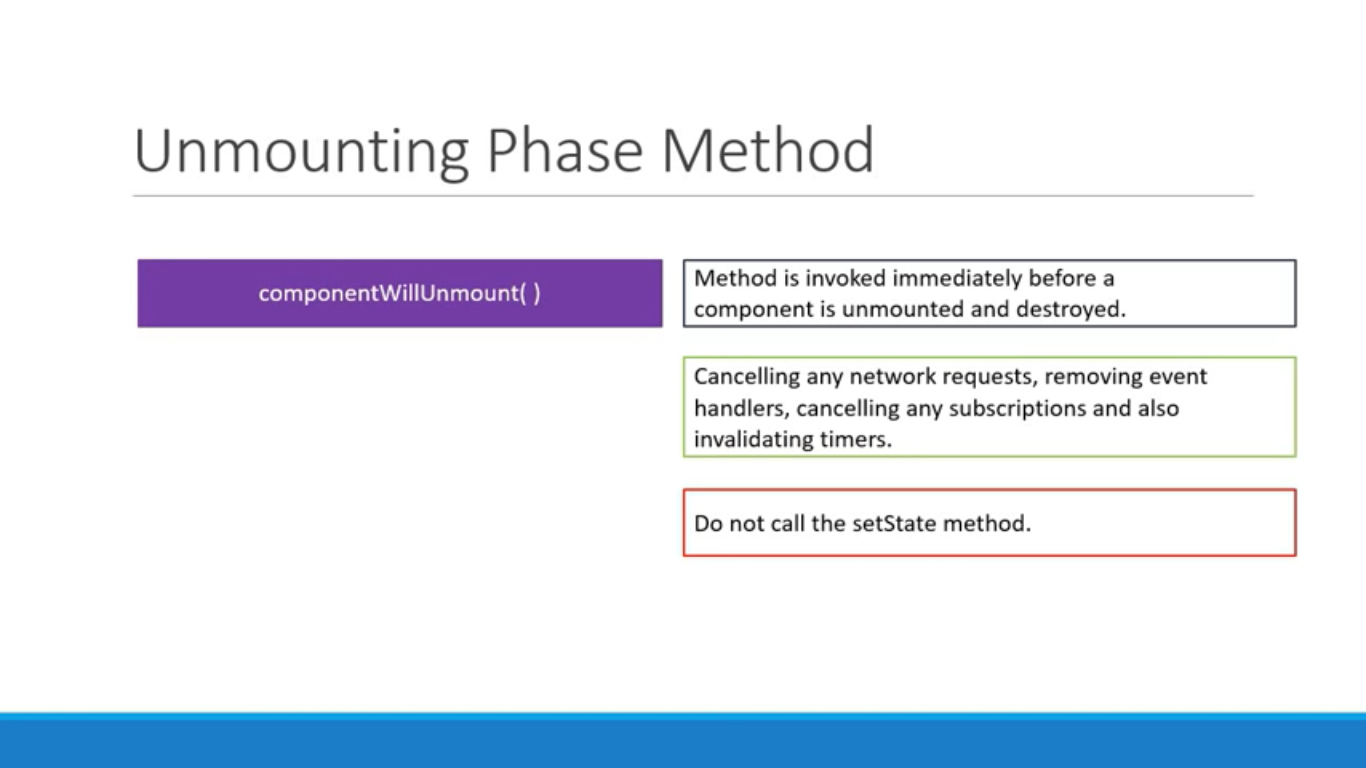 Unmounting Phase Method
componentWillUnmount( )
Method is invoked immediately before a
component is unmounted and destroyed.
Cancelling any network requests, removing event
handlers, cancelling any subscriptions and also
invalidating timers.
Do not call the setState method.